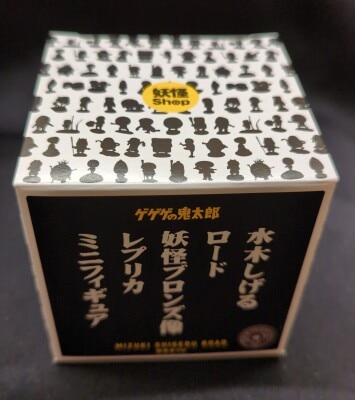 妖怪
Shop
ゲゲゲの鬼太郎
水木しげる
ロード
妖怪ブロンズ像
レプリカ
ミニフィギュア
MIZUKI SHIGERU ROAD